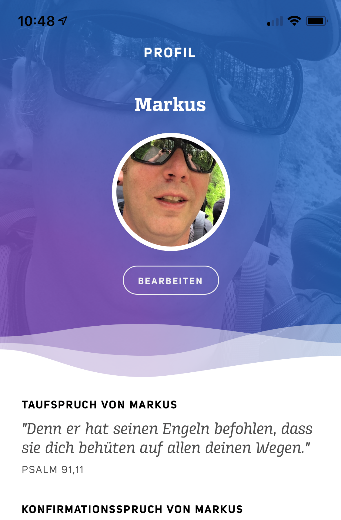 10:48
PROFIL
Markus
BEARBEITEN
TAUFSPRUCH VON MARKUS
"Denn er hat seinen Engeln befohlen, dass
sie dich behüten auf allen deinen Wegen."
PSALM 91,11
KONFIRMATIONSSPRUCH VON MARKUS